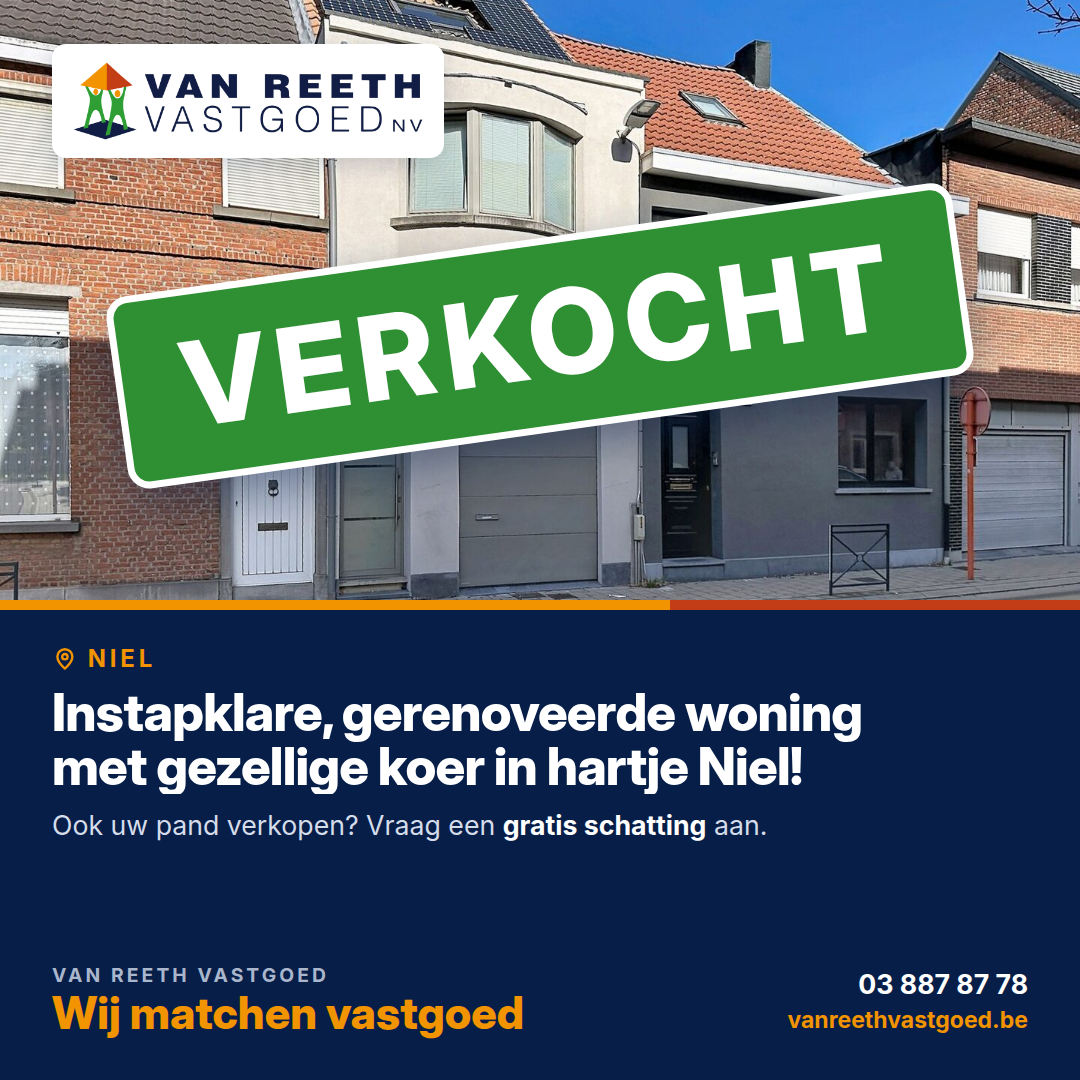 VAN REETH
VASTGOED NV
VERKOCHT
NIEL
Instapklare, gerenoveerde woning
met gezellige koer in hartje Niel!
Ook uw pand verkopen? Vraag een gratis schatting aan.
VAN REETH VASTGOED
Wij matchen vastgoed
03 887 87 78
vanreethvastgoed.be